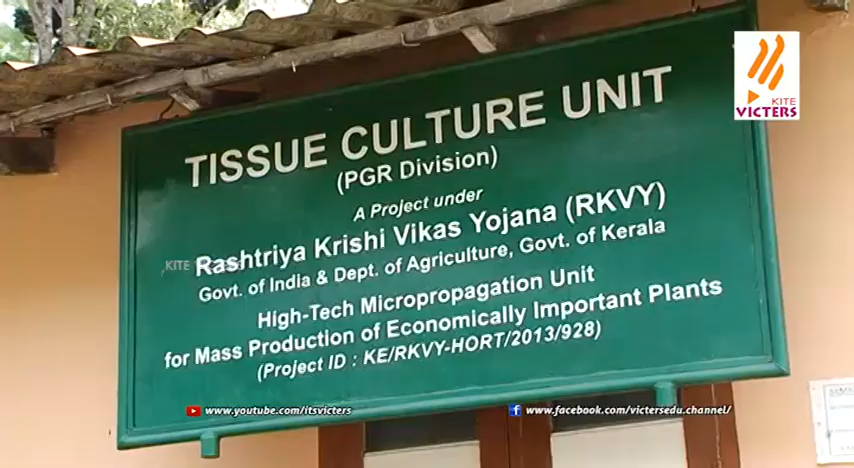 KITE
VICTERS
TISSUE CULTURE UNIT
(PGR Division)
A Project under
Rashtriya Krishi Vikas Yojana (RKVY)
Govt. of India & Dept. of Agriculture, Govt. of Kerala
High-Tech Micropropagation Unit
for Mass Production of Economically Important Plants
(Project ID : KE/RKVY-HORT/2013/928)
KITE VICTERS
www.youtube.com/itsvicters
www.facebook.com/victersedu.channel/